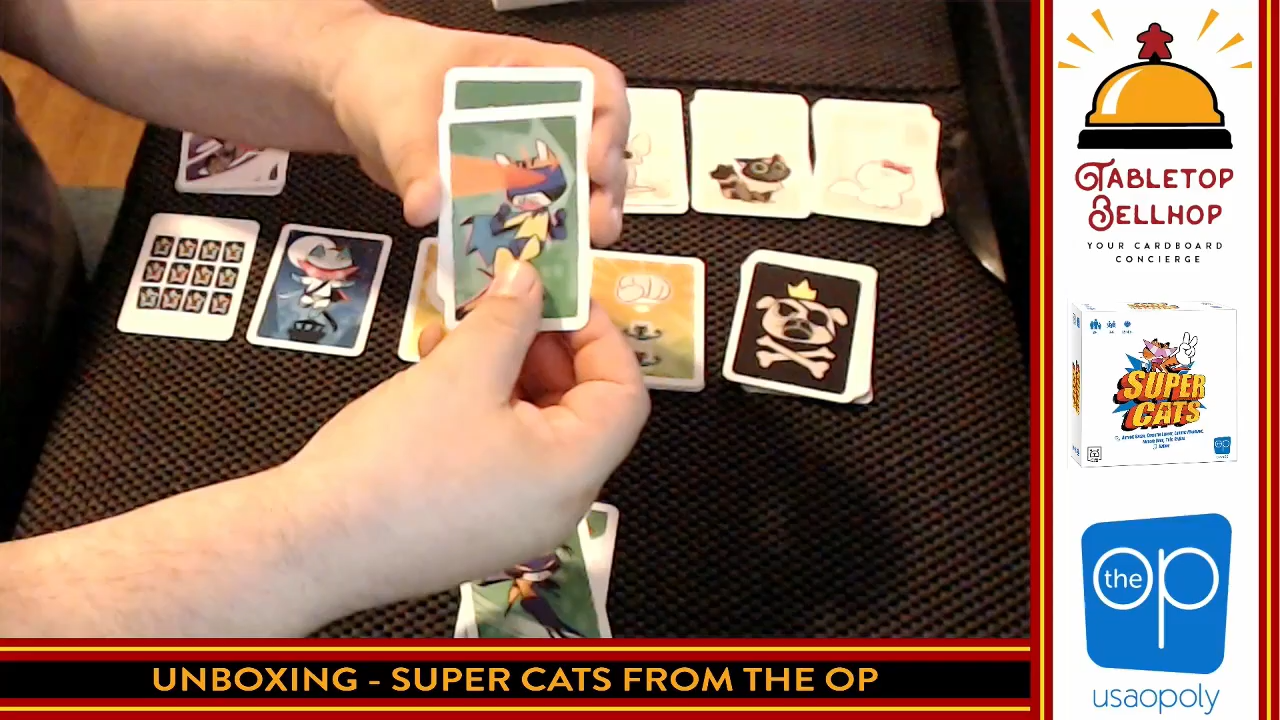 TABLETOP
BELLHOP
YOUR CARDBOARD
CONCIERGE
SUPER
CATS
the op
usaopoly
UNBOXING - SUPER CATS FROM THE OP